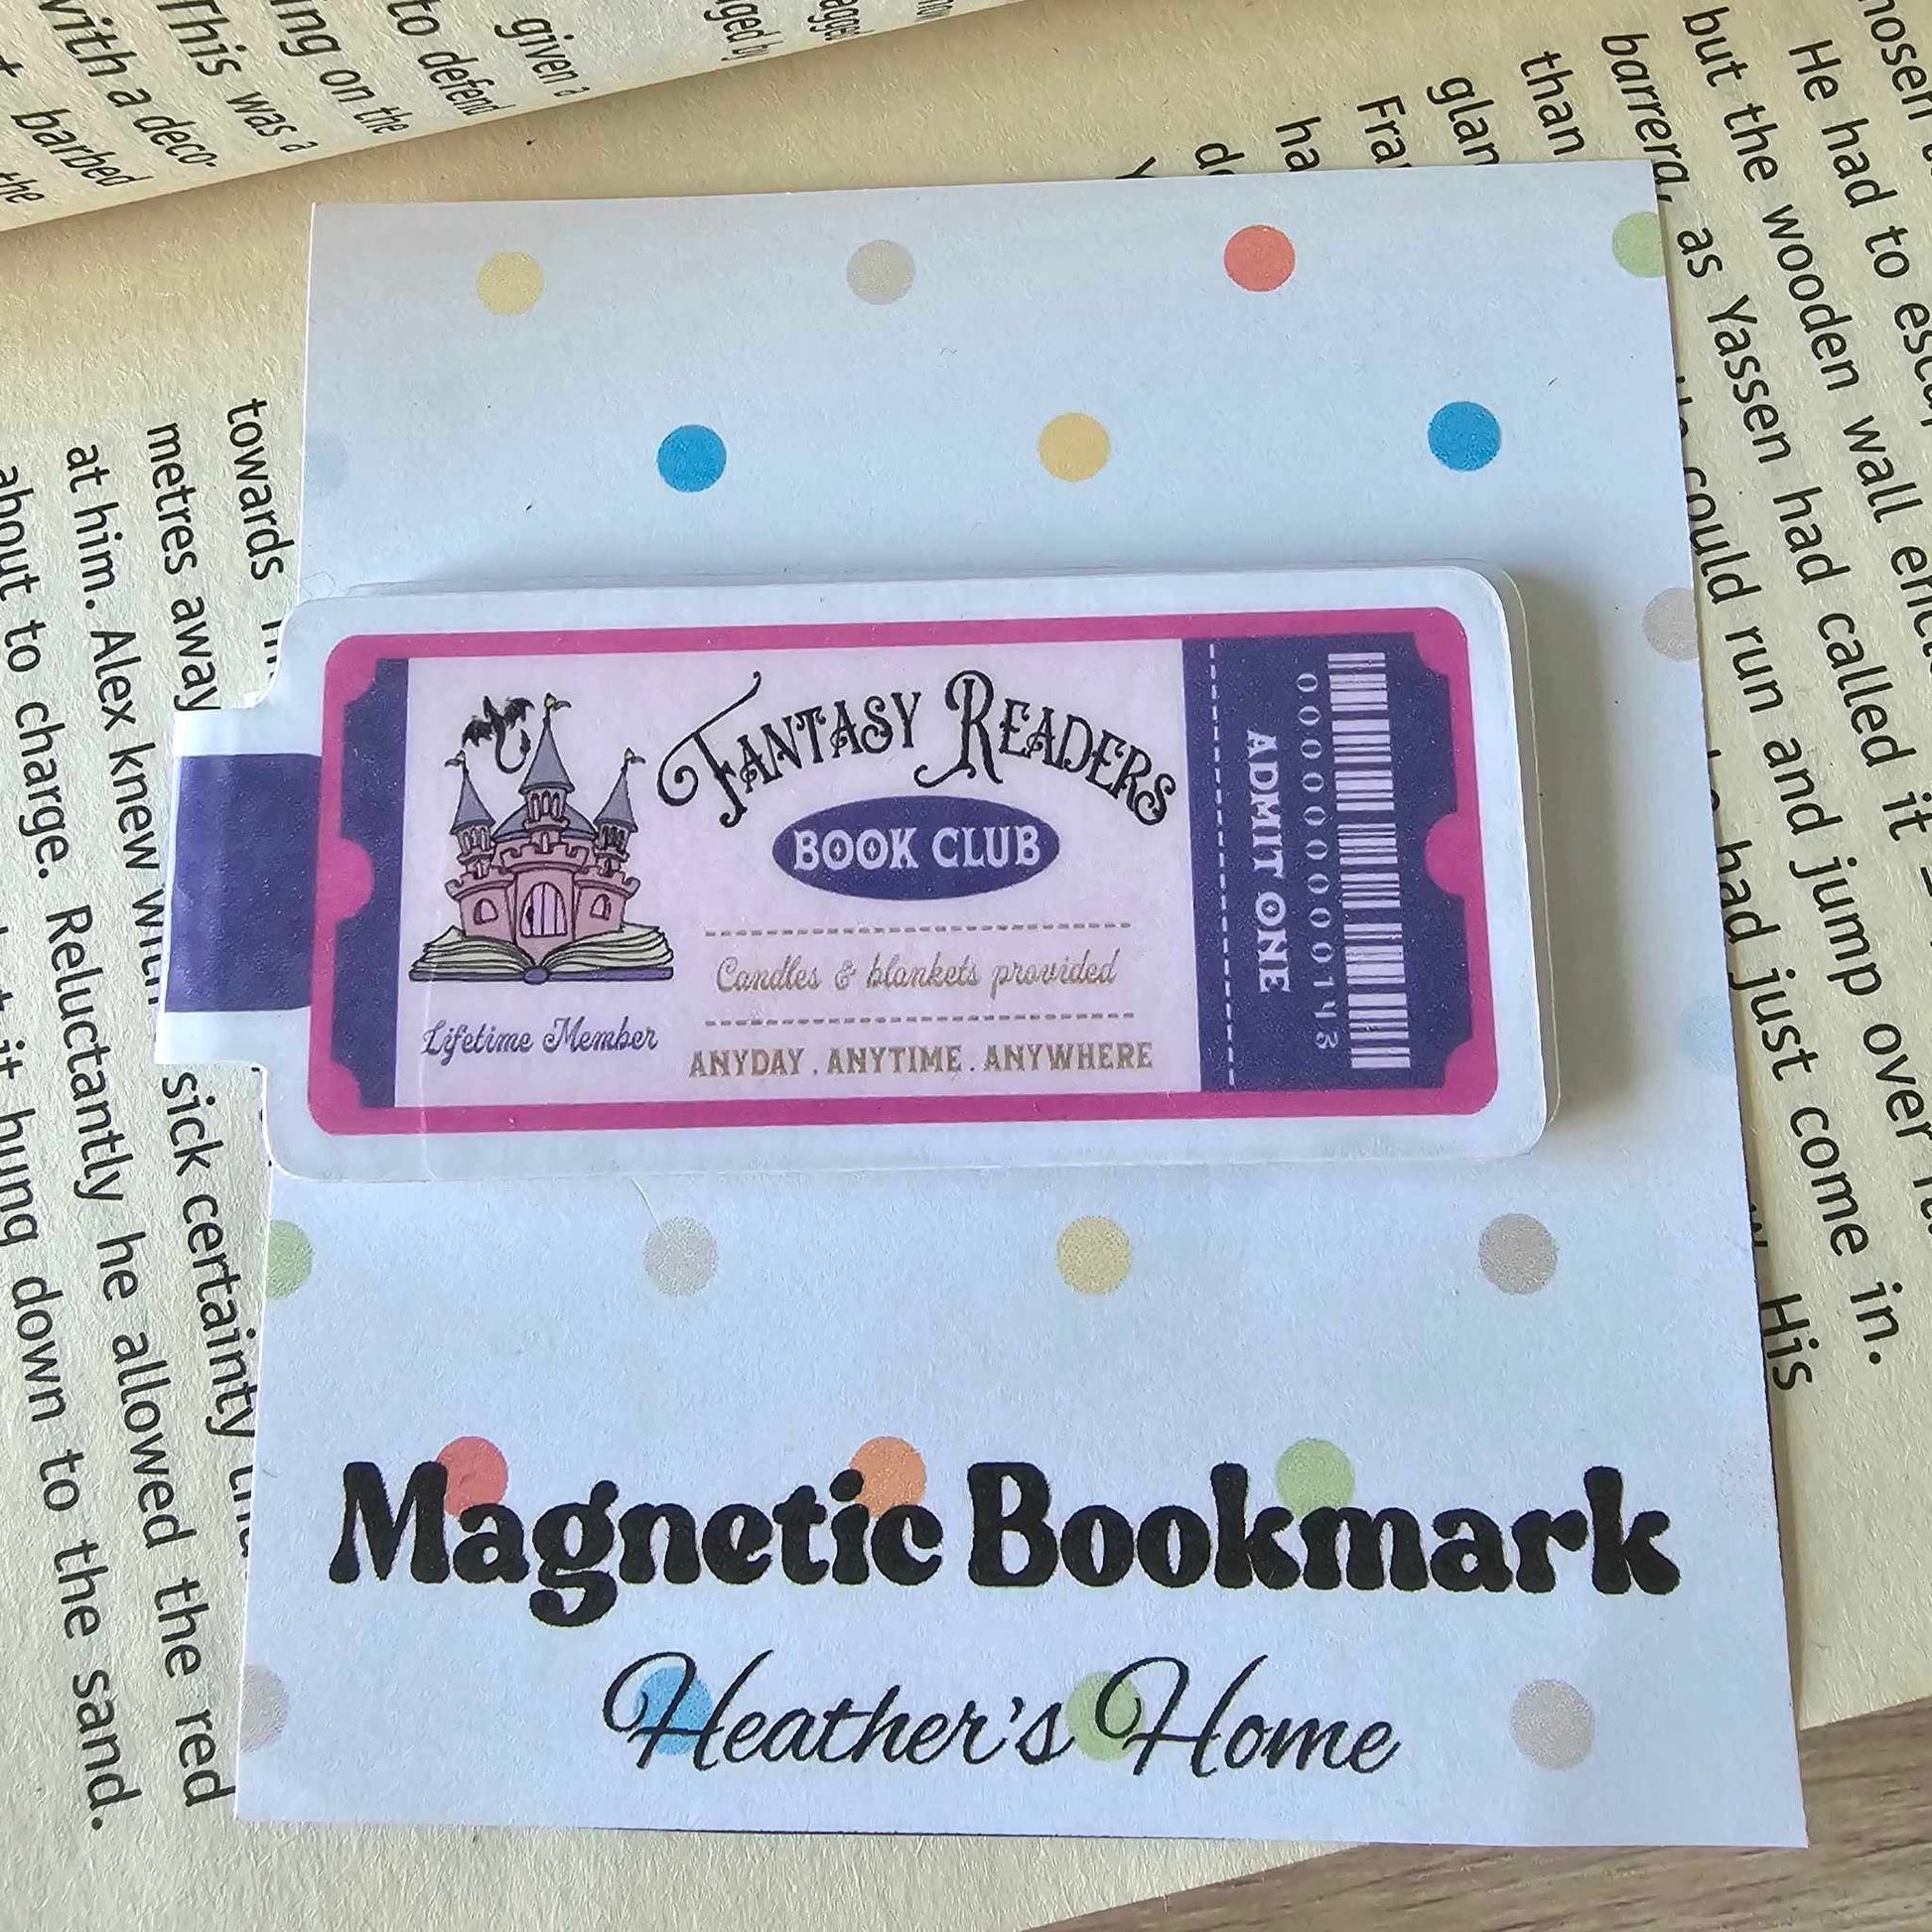 given a
to defend
ing on the
This was a
with a deco-
barbed
the
He had to
but the wooden wall
barrera, as Yassen had called it
than
could run and jump over
had just come in.
His
towards
metres away
at him. Alex knew with
sick certainty
about to charge. Reluctantly he allowed the red
it hung down to the sand.
FANTASY READERS
BOOK CLUB
Candles & blankets provided
Lifetime Member
ANYDAY . ANYTIME . ANYWHERE
ADMIT ONE
Magnetic Bookmark
Heather's Home